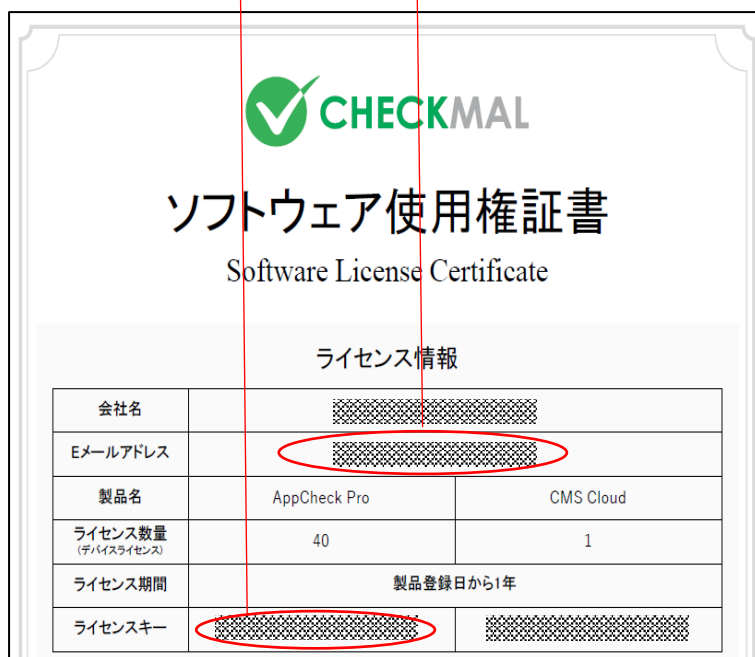 CHECKMAL
ソフトウェア使用権証書
Software License Certificate
ライセンス情報
会社名
Eメールアドレス
製品名 AppCheck Pro CMS Cloud
ライセンス数量 40 1
(デバイスライセンス)
ライセンス期間 製品登録日から1年
ライセンスキー